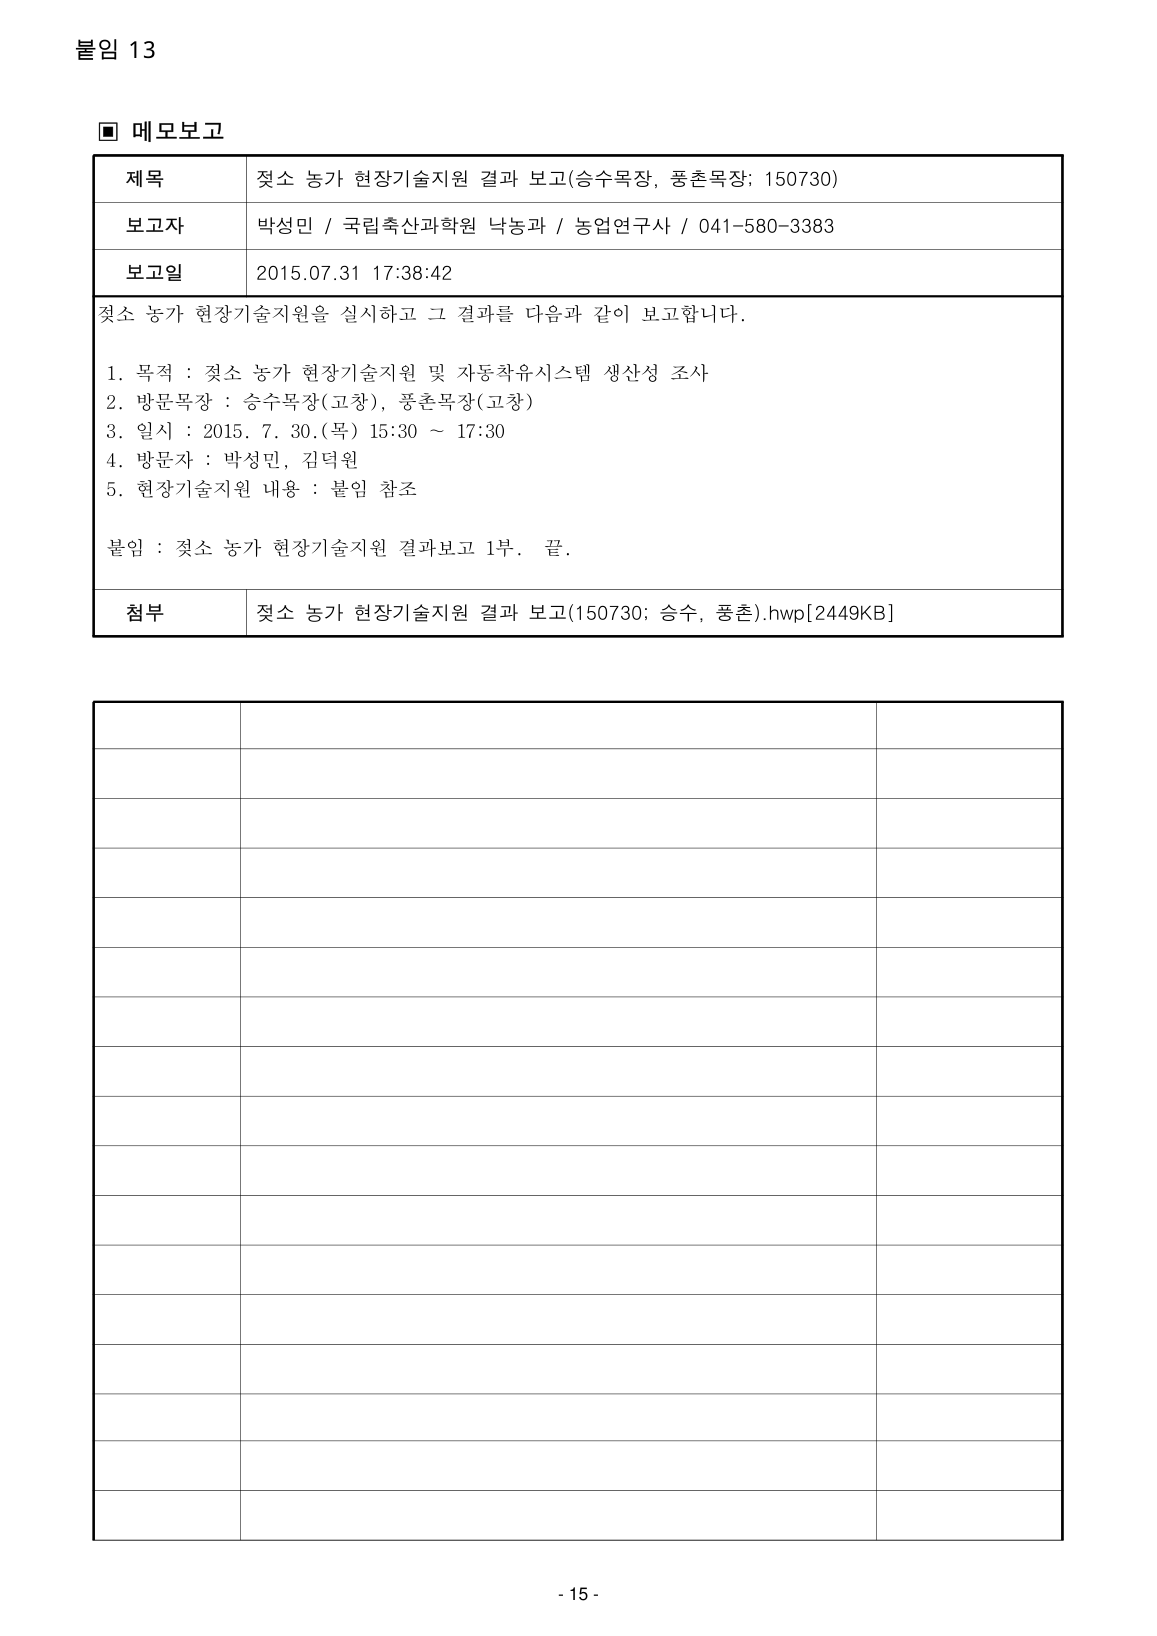 붙임 13
▣ 메모보고
제목 젖소 농가 현장기술지원 결과 보고(승수목장, 풍촌목장; 150730)
보고자 박성민 / 국립축산과학원 낙농과 / 농업연구사 / 041-580-3383
보고일 2015.07.31 17:38:42
젖소 농가 현장기술지원을 실시하고 그 결과를 다음과 같이 보고합니다.
1. 목적 : 젖소 농가 현장기술지원 및 자동착유시스템 생산성 조사
2. 방문목장 : 승수목장(고창), 풍촌목장(고창)
3. 일시 : 2015. 7. 30.(목) 15:30 ~ 17:30
4. 방문자 : 박성민, 김덕원
5. 현장기술지원 내용 : 붙임 참조
붙임 : 젖소 농가 현장기술지원 결과보고 1부. 끝.
첨부 젖소 농가 현장기술지원 결과 보고(150730; 승수, 풍촌).hwp[2449KB]
- 15 -